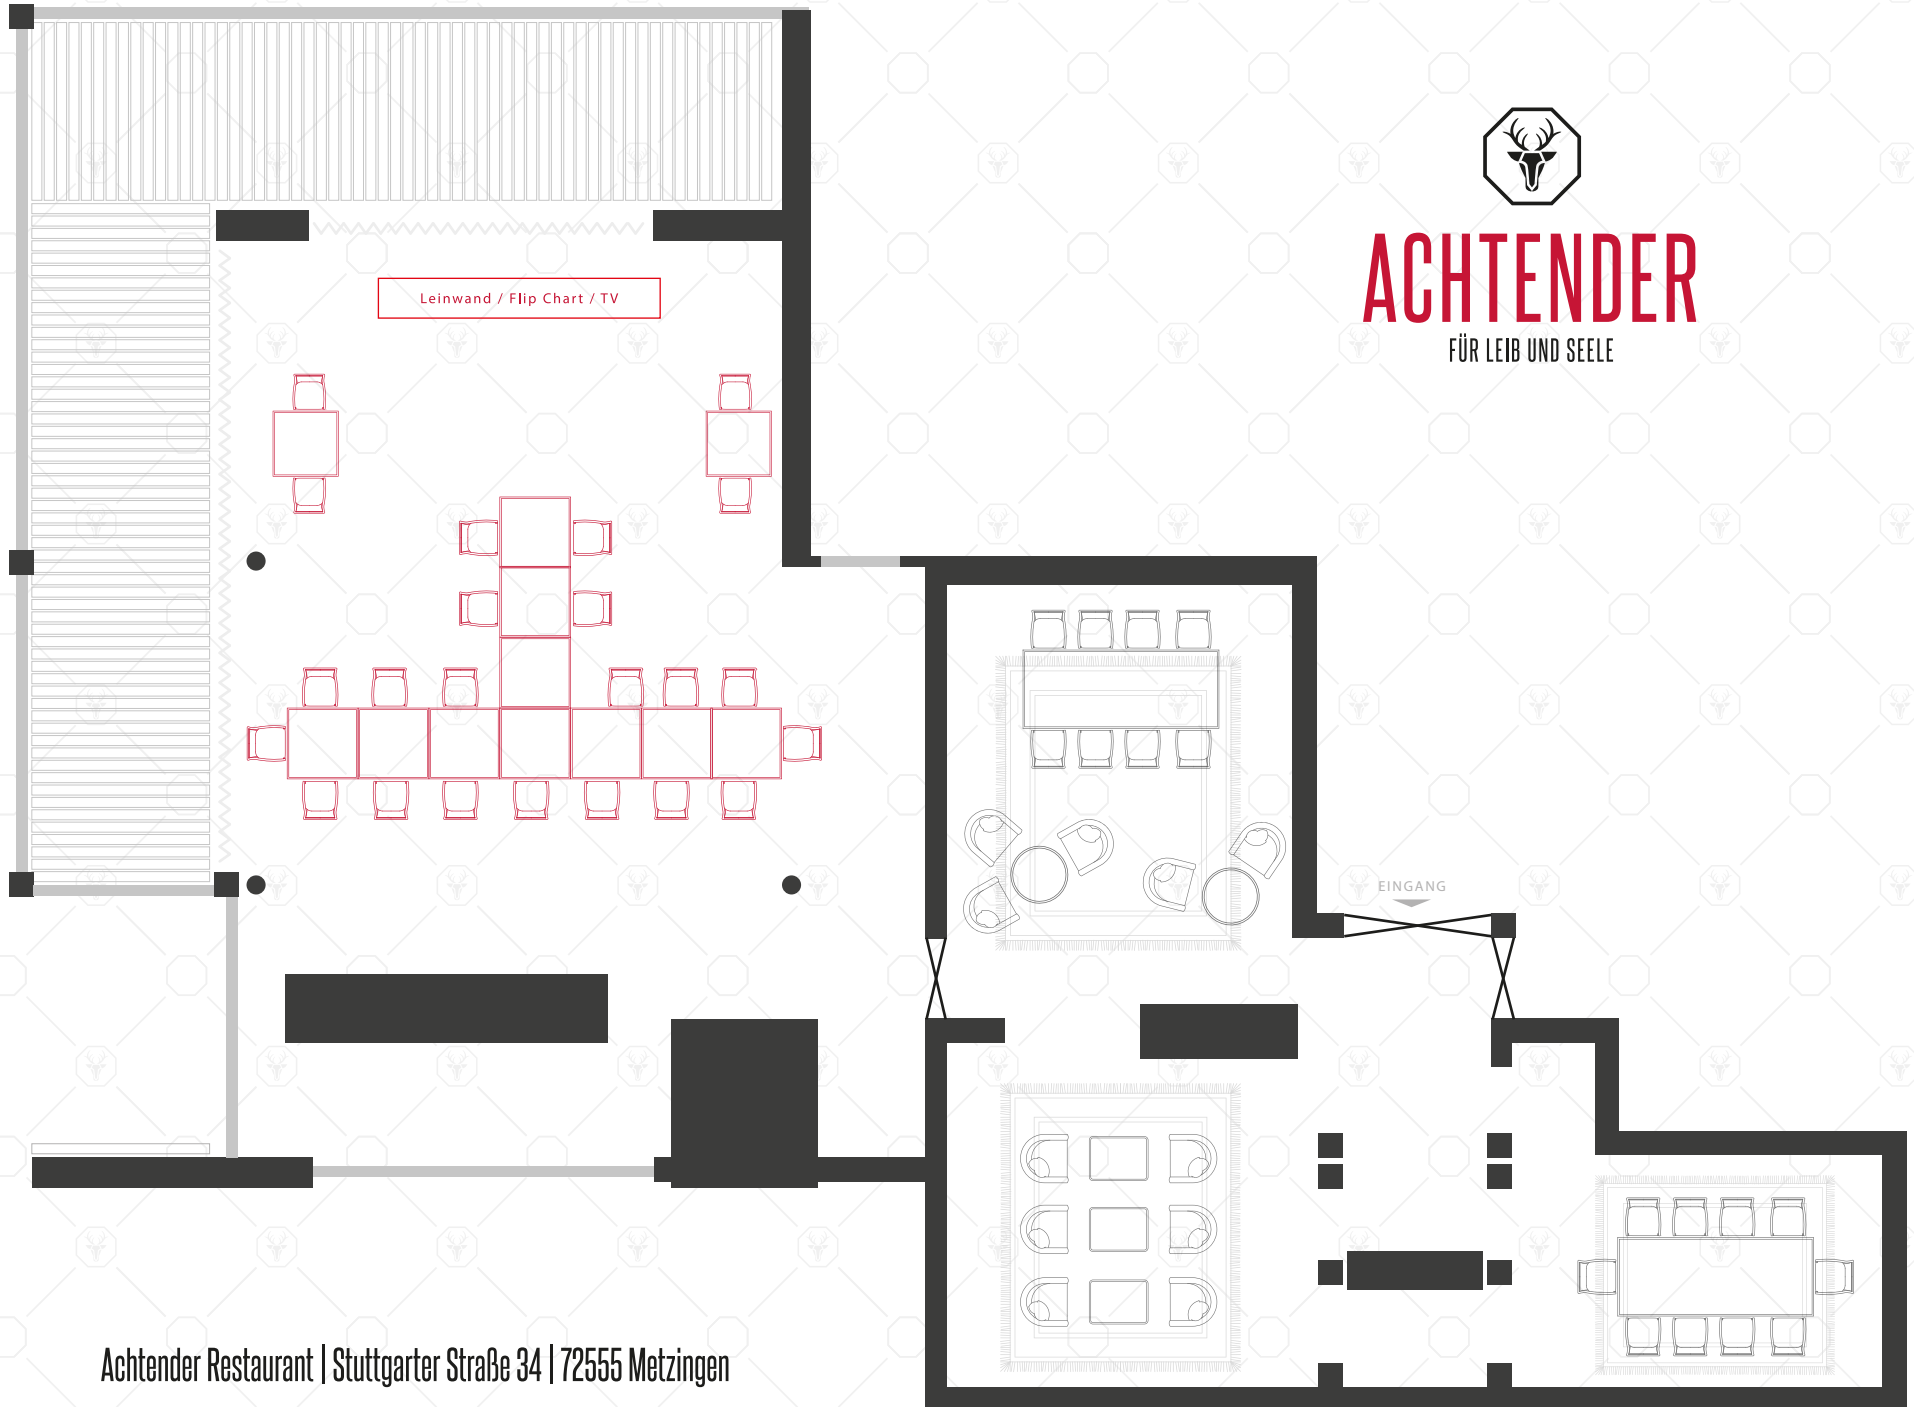 Leinwand / Flip Chart / TV
ACHTENDER
FÜR LEIB UND SEELE
EINGANG
Achtender Restaurant | Stuttgarter Straße 34 | 72555 Metzingen